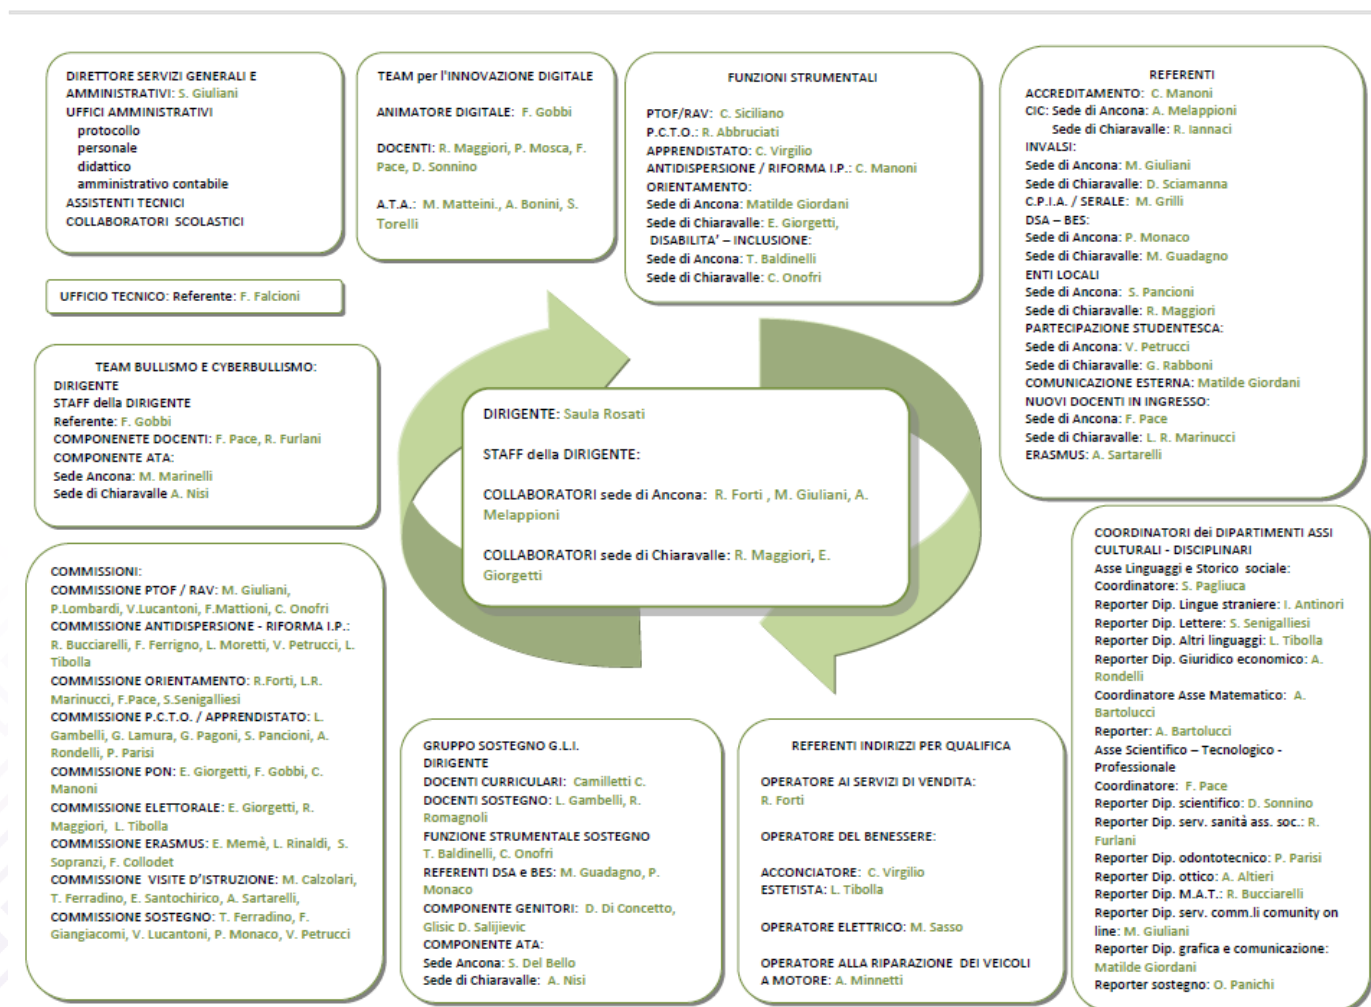 DIRETTORE SERVIZI GENERALI E
AMMINISTRATIVI: S. Giuliani
UFFICI AMMINISTRATIVI
protocollo
personale
didattico
amministrativo contabile
ASSISTENTI TECNICI
COLLABORATORI SCOLASTICI
TEAM per l'INNOVAZIONE DIGITALE
ANIMATORE DIGITALE: F. Gobbi
DOCENTI: R. Maggiori, P. Mosca, F.
Pace, D. Sonnino
A.T.A.: M. Matteini., A. Bonini, S.
Torelli
FUNZIONI STRUMENTALI
PTOF/RAV: C. Siciliano
P.C.T.O.: R. Abbruciati
APPRENDISTATO: C. Virgilio
ANTIDISPERSIONE / RIFORMA I.P.: C. Manoni
ORIENTAMENTO:
Sede di Ancona: Matilde Giordani
Sede di Chiaravalle: E. Giorgetti,
DISABILITA' – INCLUSIONE:
Sede di Ancona: T. Baldinelli
Sede di Chiaravalle: C. Onofri
REFERENTI
ACCREDITAMENTO: C. Manoni
CIC: Sede di Ancona: A. Melappioni
Sede di Chiaravalle: R. Iannaci
INVALSI:
Sede di Ancona: M. Giuliani
Sede di Chiaravalle: D. Sciamanna
C.P.I.A. / SERALE: M. Grilli
DSA – BES:
Sede di Ancona: P. Monaco
Sede di Chiaravalle: M. Guadagno
ENTI LOCALI
Sede di Ancona: S. Pancioni
Sede di Chiaravalle: R. Maggiori
PARTECIPAZIONE STUDENTESCA:
Sede di Ancona: V. Petrucci
Sede di Chiaravalle: G. Rabboni
COMUNICAZIONE ESTERNA: Matilde Giordani
NUOVI DOCENTI IN INGRESSO:
Sede di Ancona: F. Pace
Sede di Chiaravalle: L. R. Marinucci
ERASMUS: A. Sartarelli
UFFICIO TECNICO: Referente: F. Falcioni
TEAM BULLISMO E CYBERBULLISMO:
DIRIGENTE
STAFF della DIRIGENTE
Referente: F. Gobbi
COMPONENETE DOCENTI: F. Pace, R. Furlani
COMPONENTE ATA:
Sede Ancona: M. Marinelli
Sede di Chiaravalle A. Nisi
DIRIGENTE: Saula Rosati
STAFF della DIRIGENTE:
COLLABORATORI sede di Ancona: R. Forti , M. Giuliani, A.
Melappioni
COLLABORATORI sede di Chiaravalle: R. Maggiori, E.
Giorgetti
COMMISSIONI:
COMMISSIONE PTOF / RAV: M. Giuliani,
P.Lombardi, V.Lucantoni, F.Mattioni, C. Onofri
COMMISSIONE ANTIDISPERSIONE - RIFORMA I.P.:
R. Bucciarelli, F. Ferrigno, L. Moretti, V. Petrucci, L.
Tibolla
COMMISSIONE ORIENTAMENTO: R.Forti, L.R.
Marinucci, F.Pace, S.Senigalliesi
COMMISSIONE P.C.T.O. / APPRENDISTATO: L.
Gambelli, G. Lamura, G. Pagoni, S. Pancioni, A.
Rondelli, P. Parisi
COMMISSIONE PON: E. Giorgetti, F. Gobbi, C.
Manoni
COMMISSIONE ELETTORALE: E. Giorgetti, R.
Maggiori, L. Tibolla
COMMISSIONE ERASMUS: E. Memè, L. Rinaldi, S.
Sopranzi, F. Collodet
COMMISSIONE VISITE D'ISTRUZIONE: M. Calzolari,
T. Ferradino, E. Santochirico, A. Sartarelli,
COMMISSIONE SOSTEGNO: T. Ferradino, F.
Giangiacomi, V. Lucantoni, P. Monaco, V. Petrucci
GRUPPO SOSTEGNO G.L.I.
DIRIGENTE
DOCENTI CURRICULARI: Camilletti C.
DOCENTI SOSTEGNO: L. Gambelli, R.
Romagnoli
FUNZIONE STRUMENTALE SOSTEGNO
T. Baldinelli, C. Onofri
REFERENTI DSA e BES: M. Guadagno, P.
Monaco
COMPONENTE GENITORI: D. Di Concetto,
Glisic D. Salijievic
COMPONENTE ATA:
Sede Ancona: S. Del Bello
Sede di Chiaravalle: A. Nisi
REFERENTI INDIRIZZI PER QUALIFICA
OPERATORE AI SERVIZI DI VENDITA:
R. Forti
OPERATORE DEL BENESSERE:
ACCONCIATORE: C. Virgilio
ESTETISTA: L. Tibolla
OPERATORE ELETTRICO: M. Sasso
OPERATORE ALLA RIPARAZIONE DEI VEICOLI
A MOTORE: A. Minnetti
COORDINATORI dei DIPARTIMENTI ASSI
CULTURALI - DISCIPLINARI
Asse Linguaggi e Storico sociale:
Coordinatore: S. Pagliuca
Reporter Dip. Lingue straniere: I. Antinori
Reporter Dip. Lettere: S. Senigalliesi
Reporter Dip. Altri linguaggi: L. Tibolla
Reporter Dip. Giuridico economico: A.
Rondelli
Coordinatore Asse Matematico: A.
Bartolucci
Reporter: A. Bartolucci
Asse Scientifico – Tecnologico -
Professionale
Coordinatore: F. Pace
Reporter Dip. scientifico: D. Sonnino
Reporter Dip. serv. sanità ass. soc.: R.
Furlani
Reporter Dip. odontotecnico: P. Parisi
Reporter Dip. ottico: A. Altieri
Reporter Dip. M.A.T.: R. Bucciarelli
Reporter Dip. serv. comm.li comunity on
line: M. Giuliani
Reporter Dip. grafica e comunicazione:
Matilde Giordani
Reporter sostegno: O. Panichi